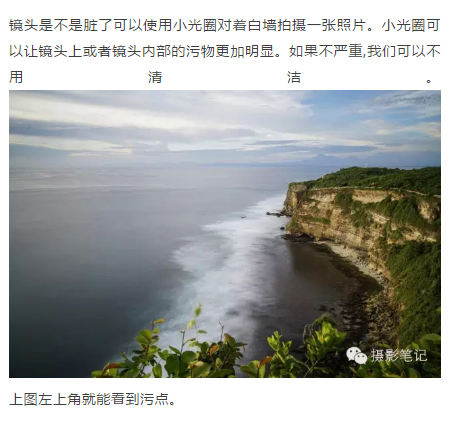 镜头是不是脏了可以使用小光圈对着白墙拍摄一张照片。小光圈可
以让镜头上或者镜头内部的污物更加明显。如果不严重,我们可以不
用清洁。
摄影笔记
上图左上角就能看到污点。